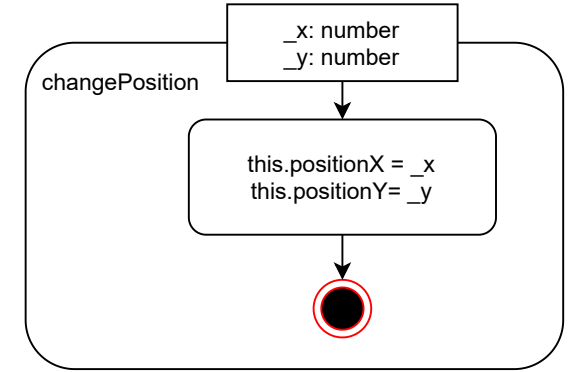 _x: number
_y: number
changePosition
this.positionX = _x
this.positionY= _y